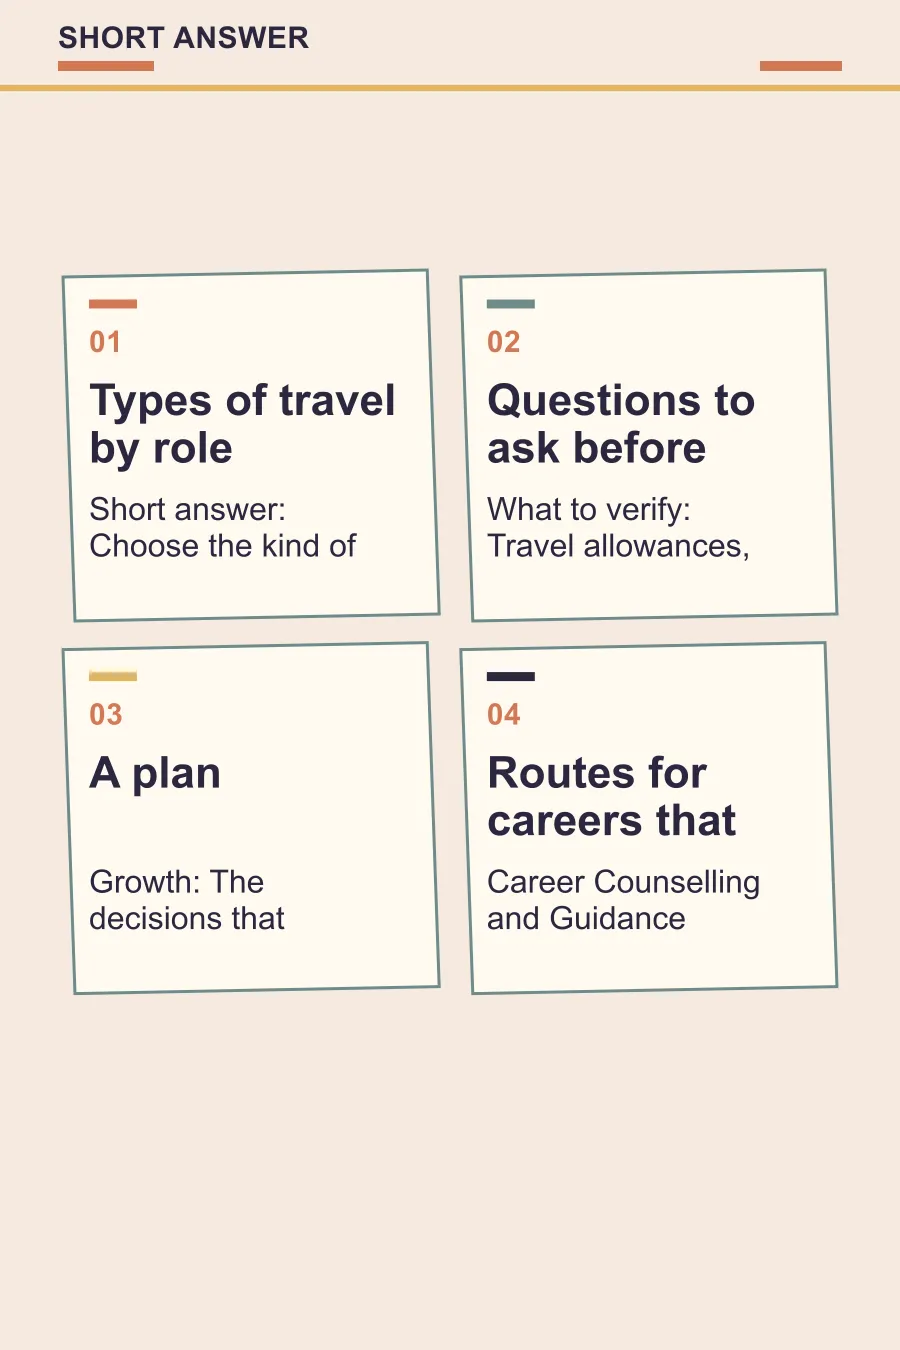 SHORT ANSWER
01
Types of travel
by role
Short answer:
Choose the kind of
02
Questions to
ask before
What to verify:
Travel allowances,
03
A plan
Growth: The
decisions that
04
Routes for
careers that
Career Counselling
and Guidance